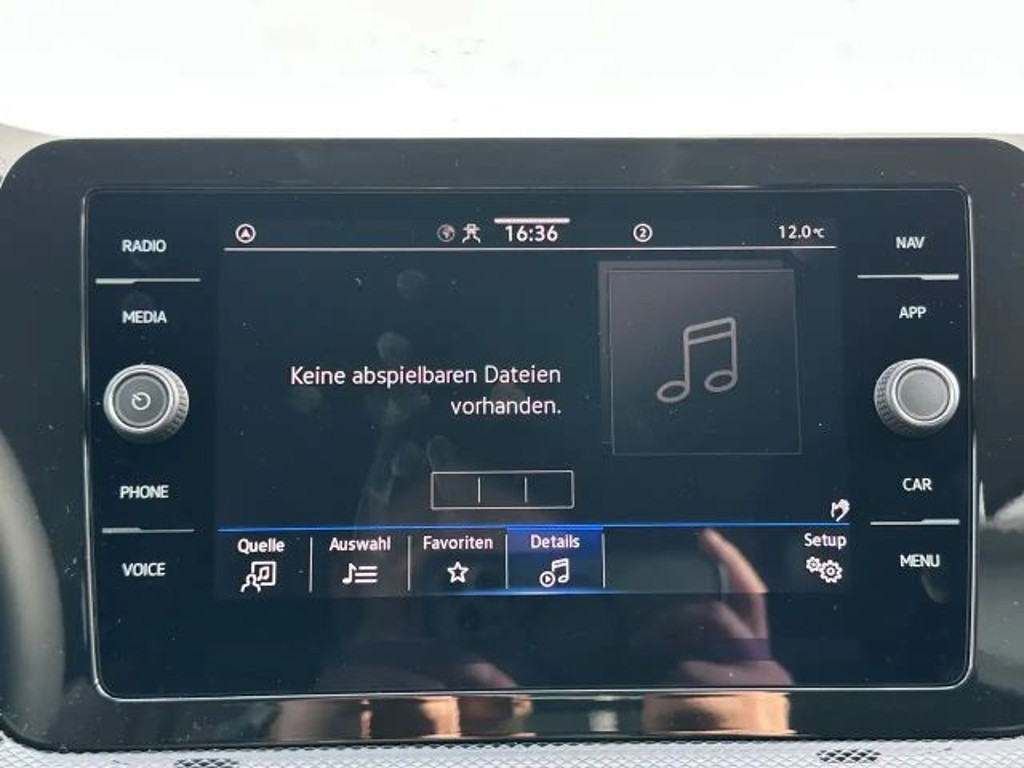 16:36
2
12.0°C
RADIO
MEDIA
PHONE
VOICE
Keine abspielbaren Dateien
vorhanden.
NAV
APP
CAR
MENU
Quelle
Auswahl
Favoriten
Details
Setup